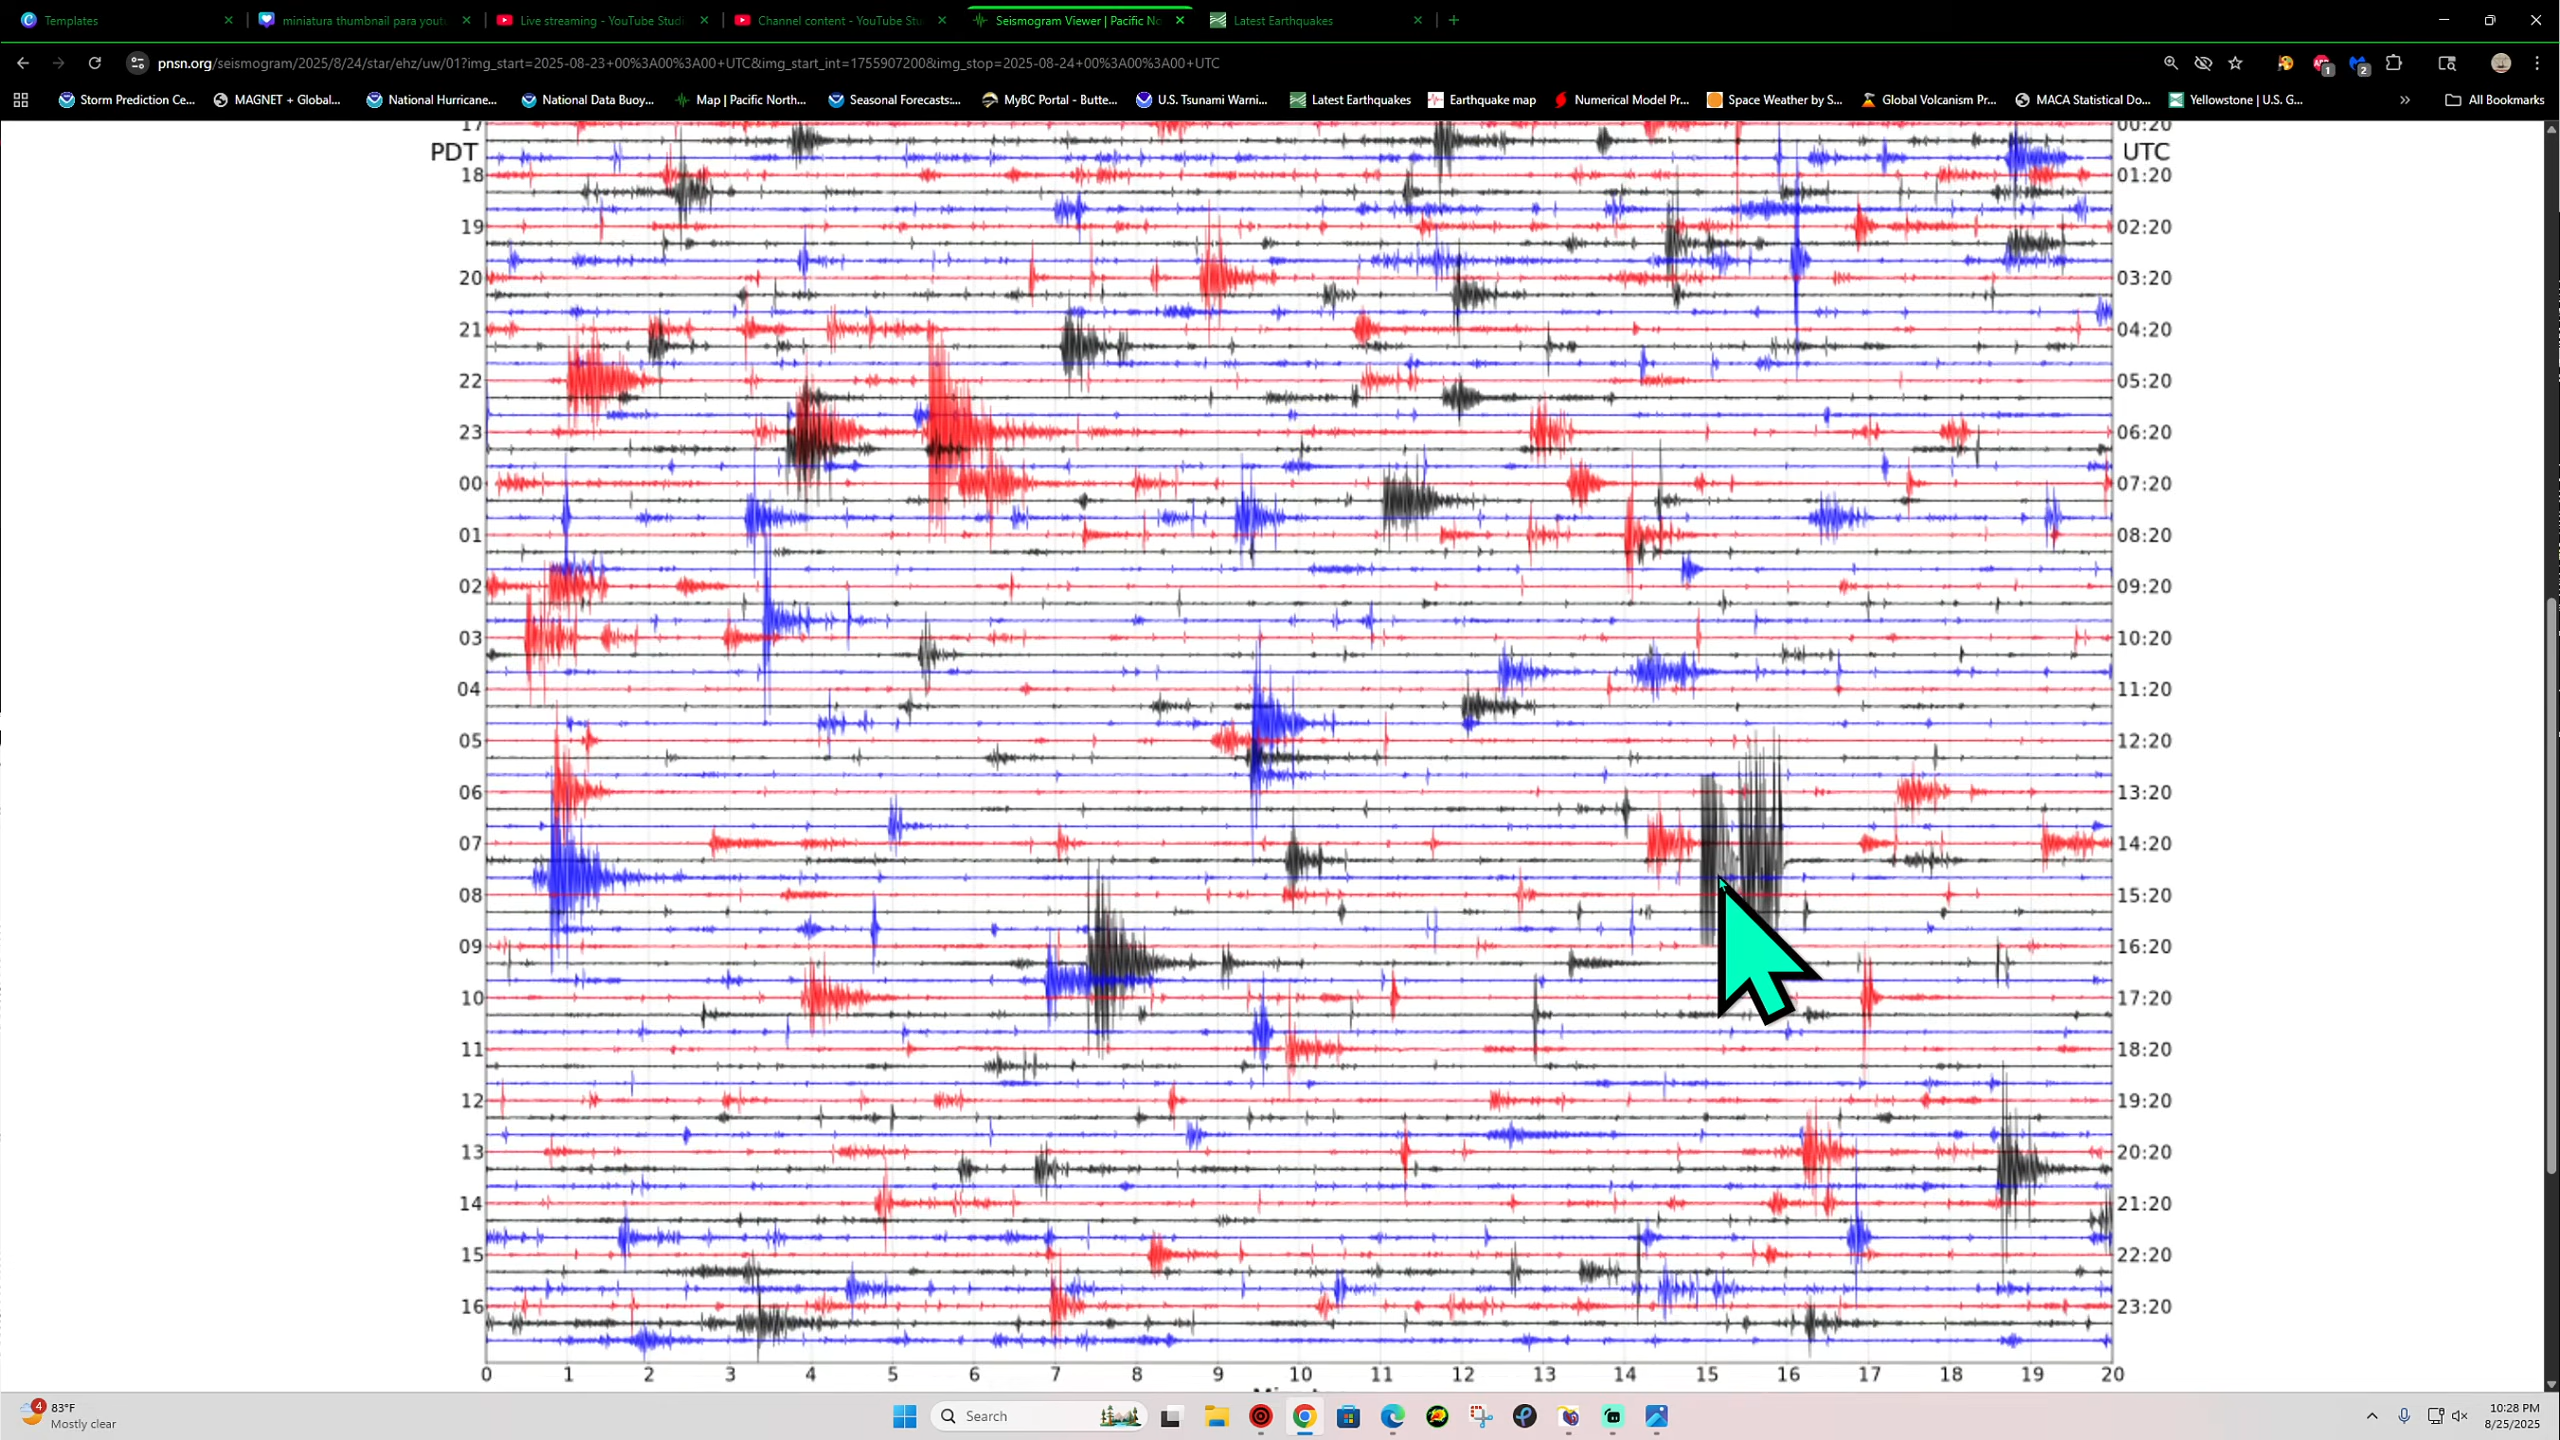 Templates
miniatura thumbnail para youtu
Live streaming - YouTube Studi
Channel content - YouTube Stu
Seismogram Viewer | Pacific No
Latest Earthquakes
pnsn.org/seismogram/2025/8/24/star/ehz/uw/01?img_start=2025-08-23+00%3A00%3A00+UTC&img_start_int=1755907200&img_stop=2025-08-24+00%3A00%3A00+UTC
1
2
Storm Prediction Ce...
MAGNET + Global...
National Hurricane...
National Data Buoy...
Map | Pacific North...
Seasonal Forecasts:...
MyBC Portal - Butte...
U.S. Tsunami Warni...
Latest Earthquakes
Earthquake map
Numerical Model Pr...
Space Weather by S...
Global Volcanism Pr...
MACA Statistical Do...
Yellowstone | U.S. G...
All Bookmarks
17 00:20
PDT UTC
18 01:20
19 02:20
20 03:20
21 04:20
22 05:20
23 06:20
00 07:20
01 08:20
02 09:20
03 10:20
04 11:20
05 12:20
06 13:20
07 14:20
08 15:20
09 16:20
10 17:20
11 18:20
12 19:20
13 20:20
14 21:20
15 22:20
16 23:20
0 1 2 3 4 5 6 7 8 9 10 11 12 13 14 15 16 17 18 19 20
4
83°F
Mostly clear
Search
10:28 PM
8/25/2025